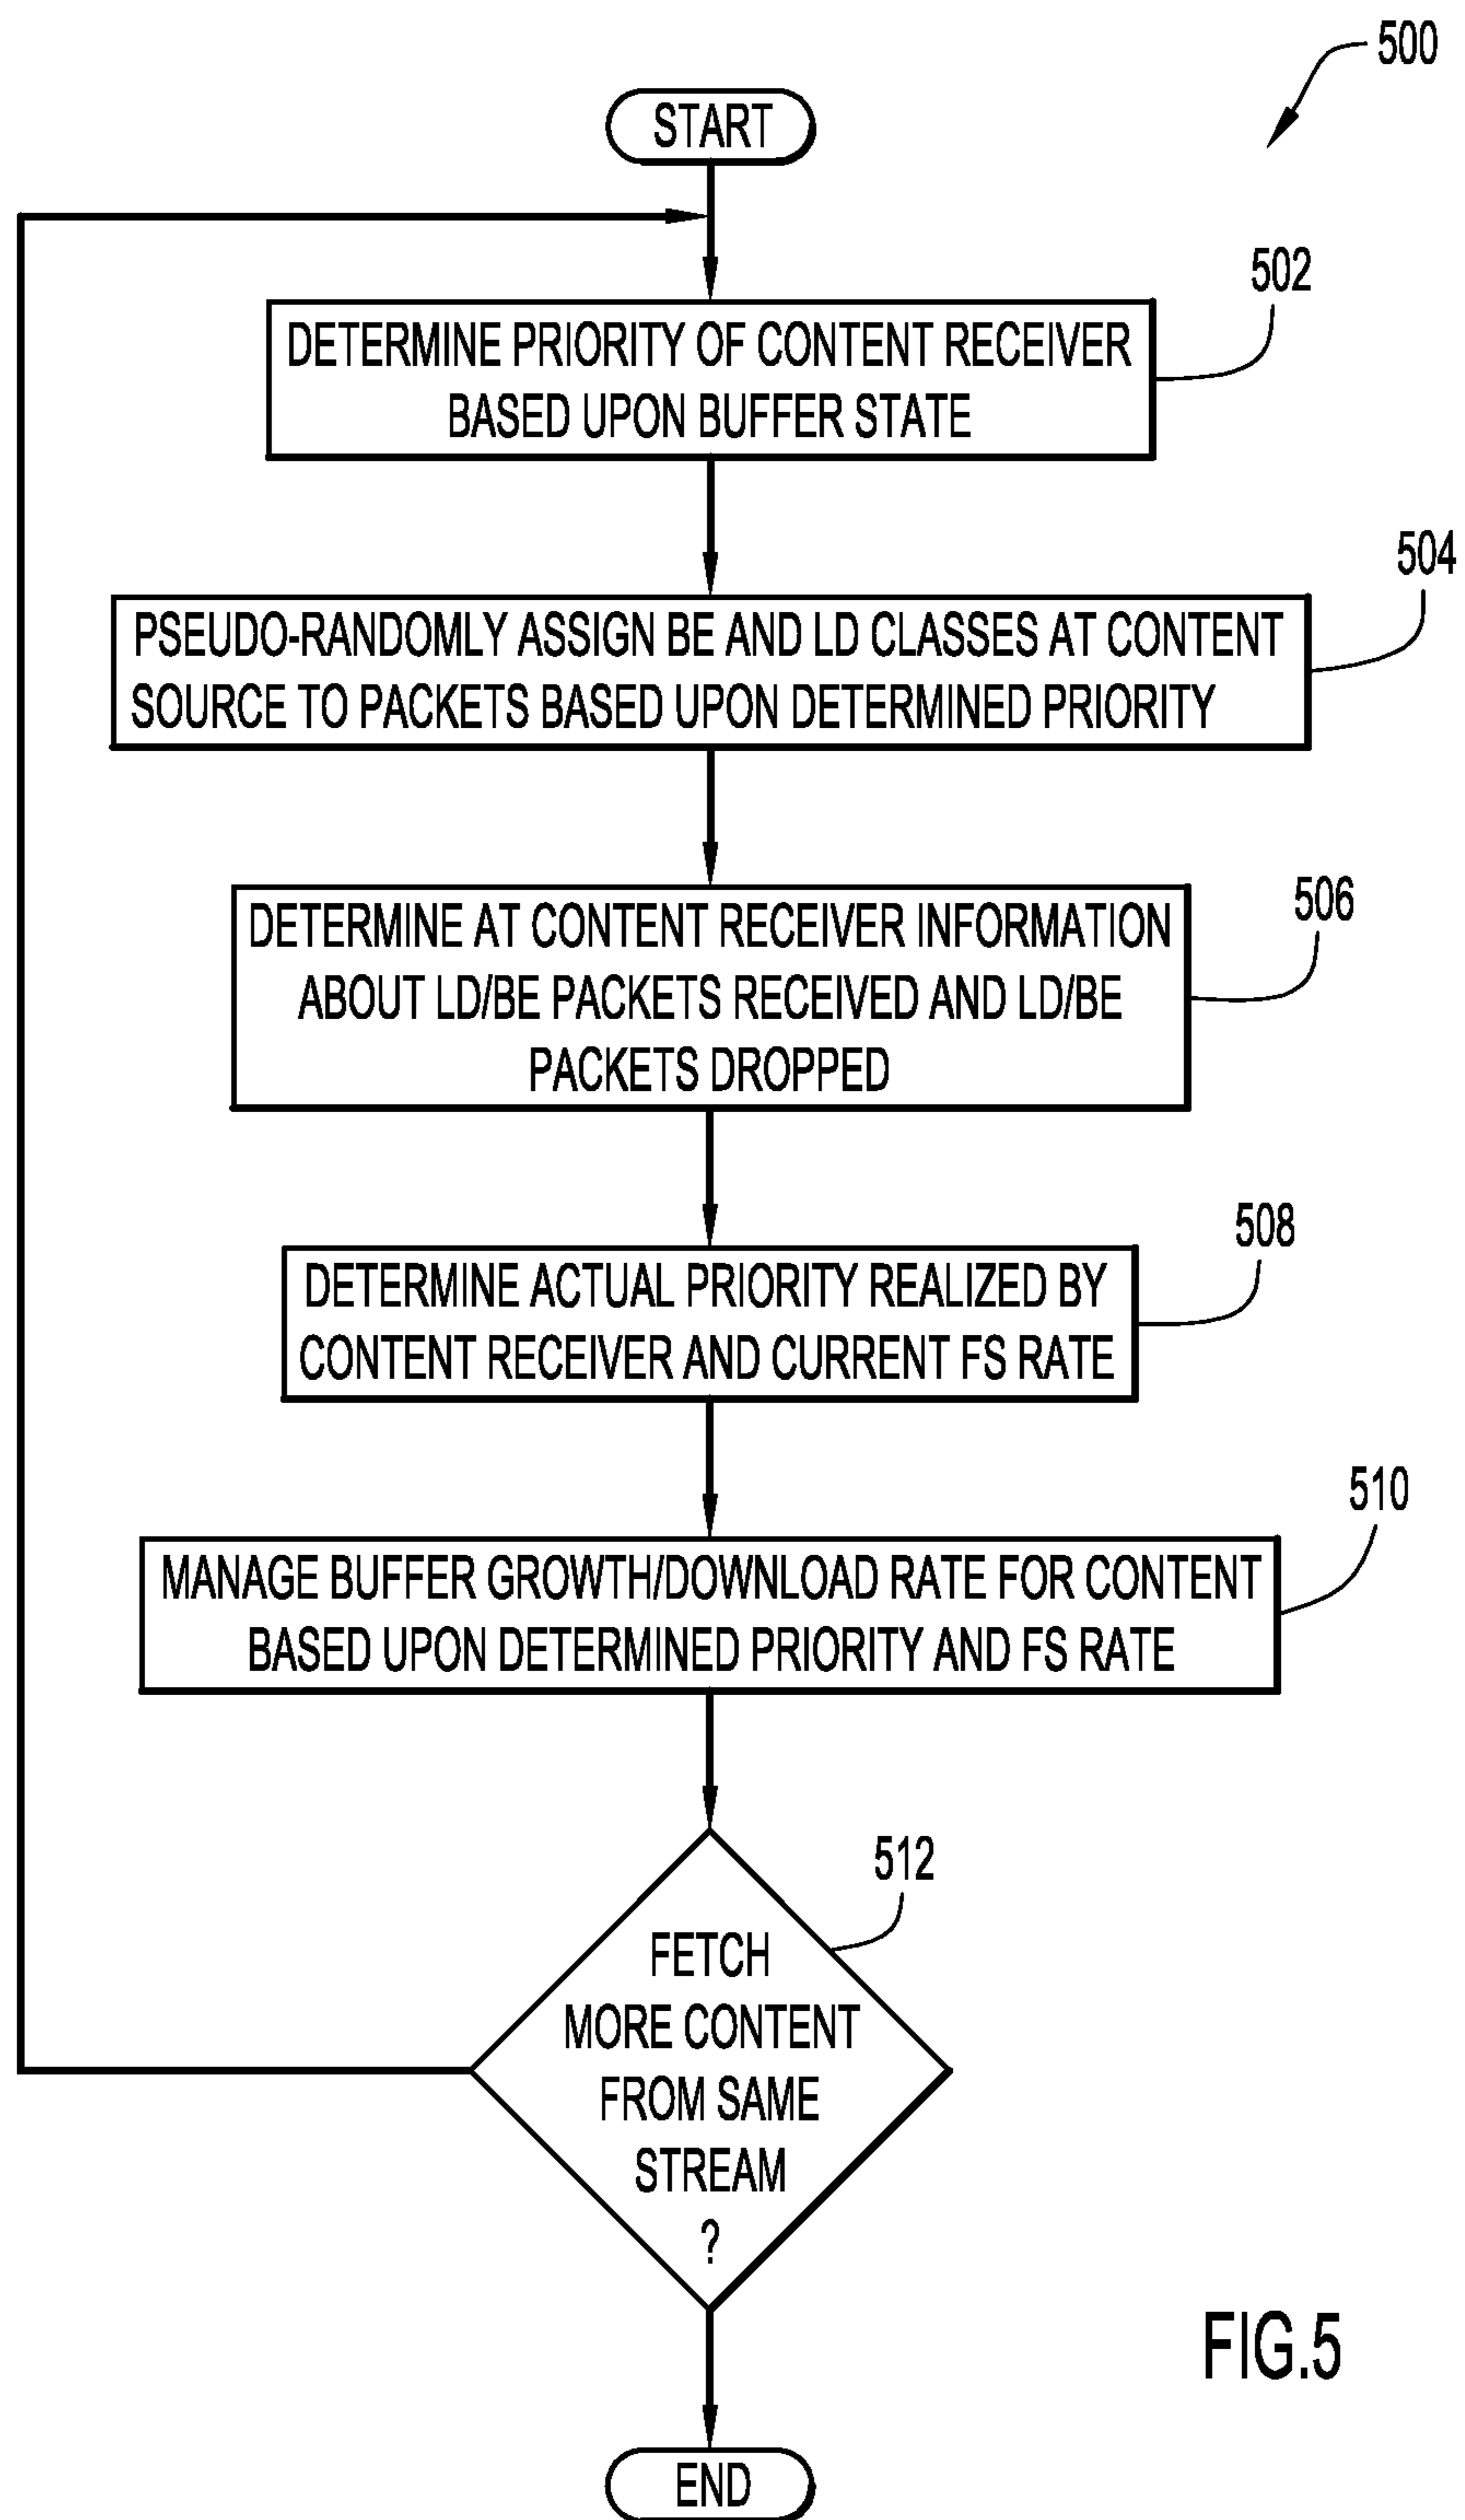 500
START
502
DETERMINE PRIORITY OF CONTENT RECEIVER
BASED UPON BUFFER STATE
504
PSEUDO-RANDOMLY ASSIGN BE AND LD CLASSES AT CONTENT
SOURCE TO PACKETS BASED UPON DETERMINED PRIORITY
506
DETERMINE AT CONTENT RECEIVER INFORMATION
ABOUT LD/BE PACKETS RECEIVED AND LD/BE
PACKETS DROPPED
508
DETERMINE ACTUAL PRIORITY REALIZED BY
CONTENT RECEIVER AND CURRENT FS RATE
510
MANAGE BUFFER GROWTH/DOWNLOAD RATE FOR CONTENT
BASED UPON DETERMINED PRIORITY AND FS RATE
512
FETCH
MORE CONTENT
FROM SAME
STREAM
?
FIG.5
END